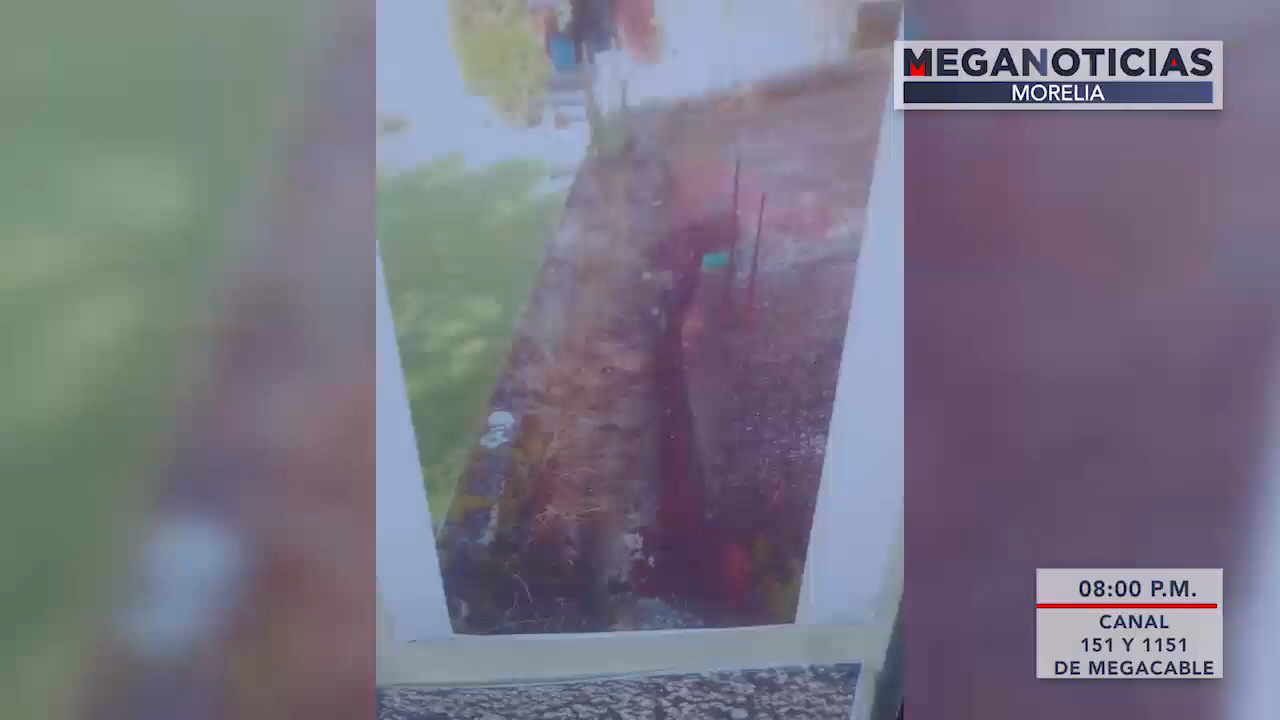 MEGANOTICIAS
MORELIA
08:00 P.M.
CANAL
151 Y 1151
DE MEGACABLE